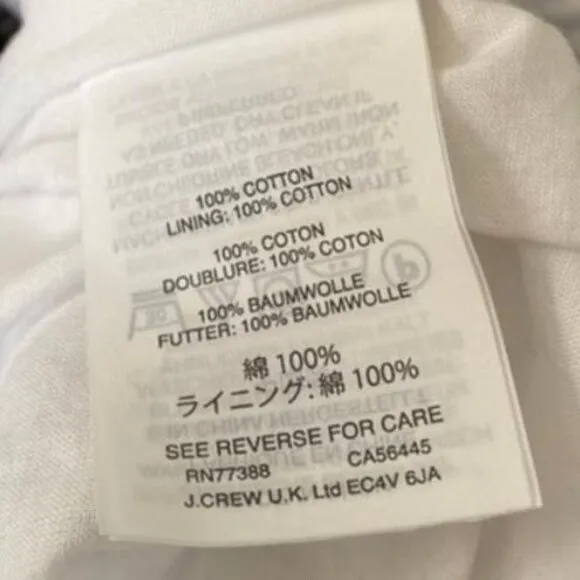 100% COTTON
LINING: 100% COTTON
100% COTON
DOUBLURE: 100% COTON
100% BAUMWOLLE
FUTTER: 100% BAUMWOLLE
綿 100%
ライニング: 綿 100%
SEE REVERSE FOR CARE
RN77388 CA56445
J.CREW U.K. Ltd EC4V 6JA